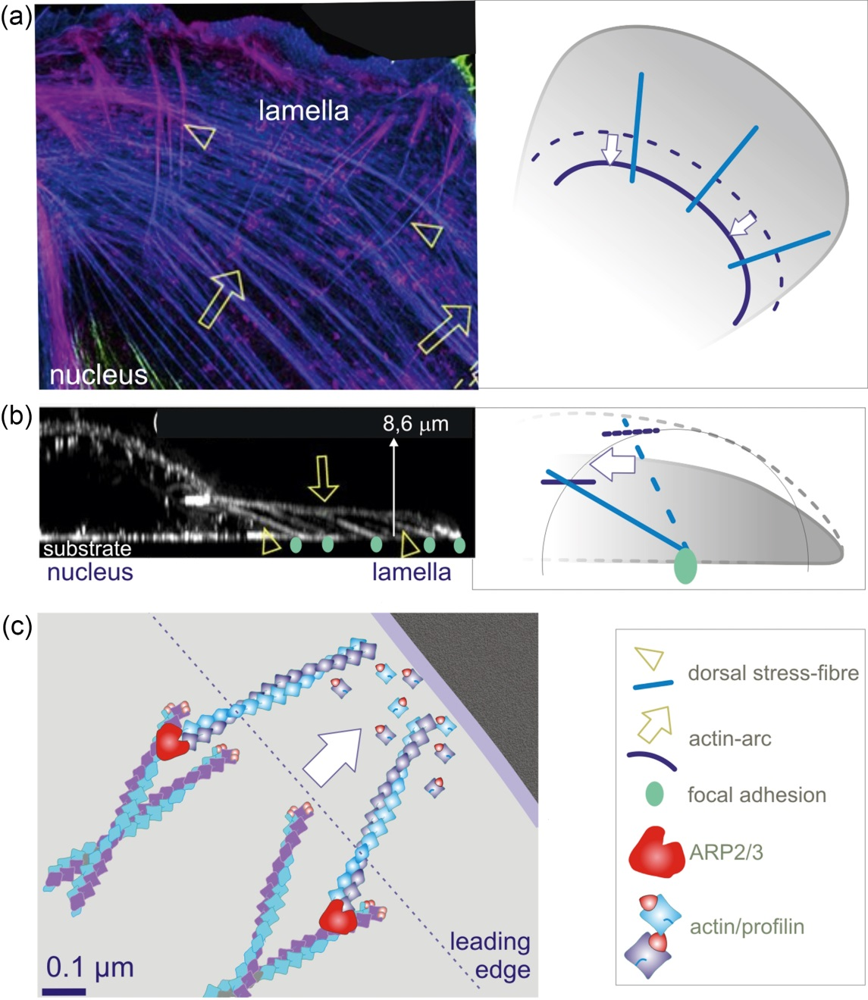 (a)
lamella
nucleus
(b)
(
8,6 μm
substrate
nucleus
lamella
(c)
leading
edge
0.1 μm
dorsal stress-fibre
actin-arc
focal adhesion
ARP2/3
actin/profilin